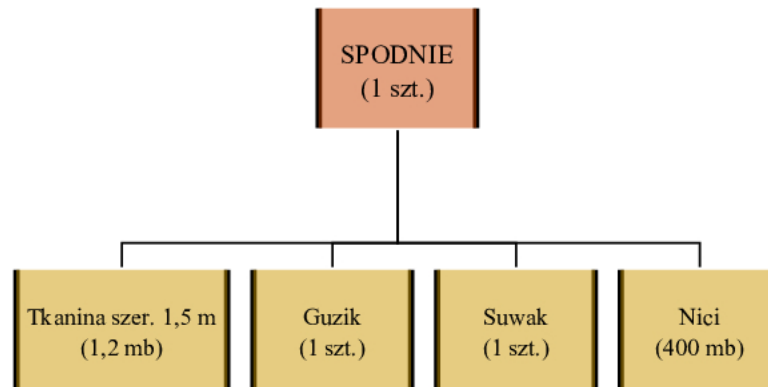 SPODNIE
(1 szt.)
Tkanina szer. 1,5 m
(1,2 mb)
Guzik
(1 szt.)
Suwak
(1 szt.)
Nici
(400 mb)